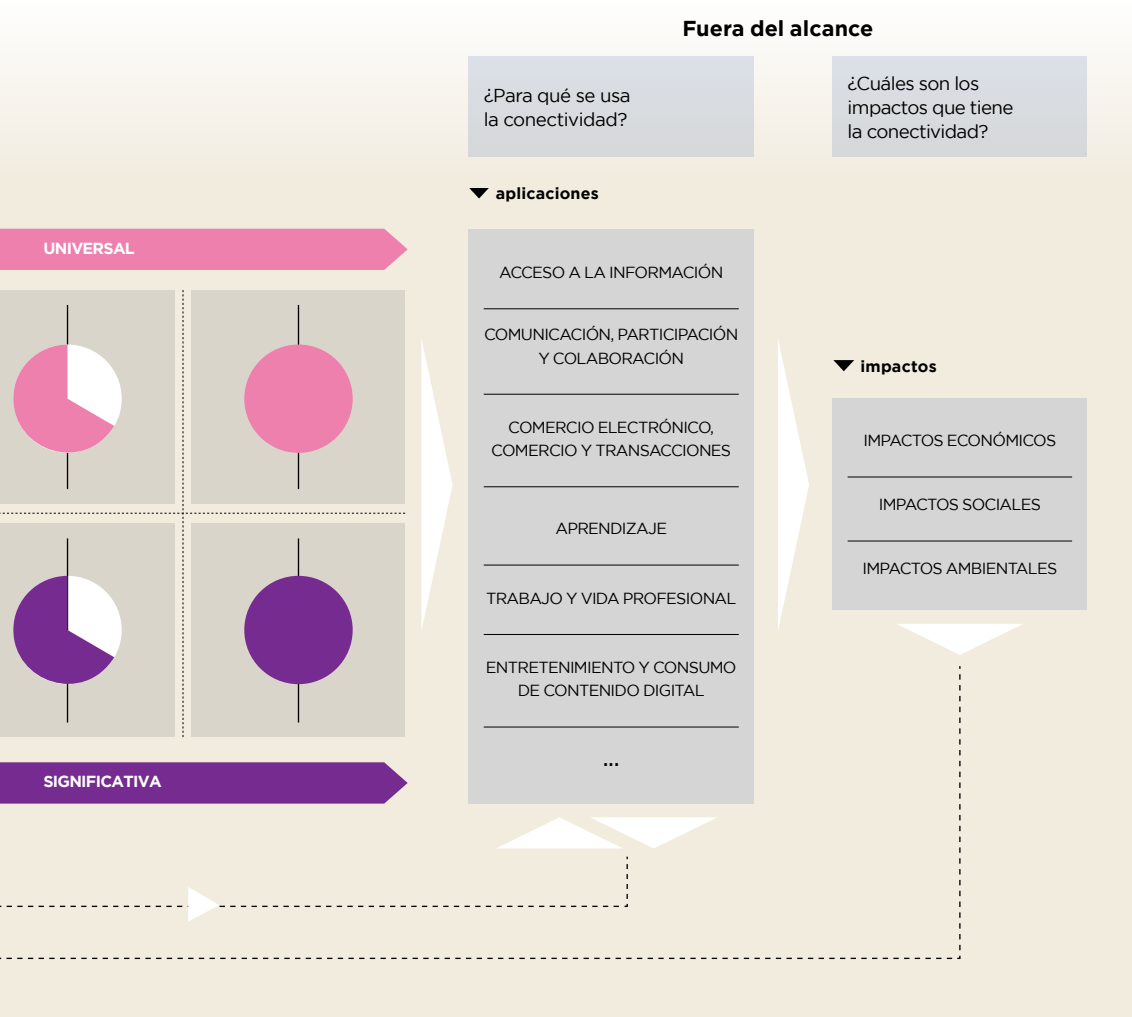 Fuera del alcance
¿Para qué se usa
la conectividad?
¿Cuáles son los
impactos que tiene
la conectividad?
aplicaciones
UNIVERSAL
ACCESO A LA INFORMACIÓN
COMUNICACIÓN, PARTICIPACIÓN
Y COLABORACIÓN
COMERCIO ELECTRÓNICO,
COMERCIO Y TRANSACCIONES
APRENDIZAJE
TRABAJO Y VIDA PROFESIONAL
ENTRETENIMIENTO Y CONSUMO
DE CONTENIDO DIGITAL
...
impactos
IMPACTOS ECONÓMICOS
IMPACTOS SOCIALES
IMPACTOS AMBIENTALES
SIGNIFICATIVA